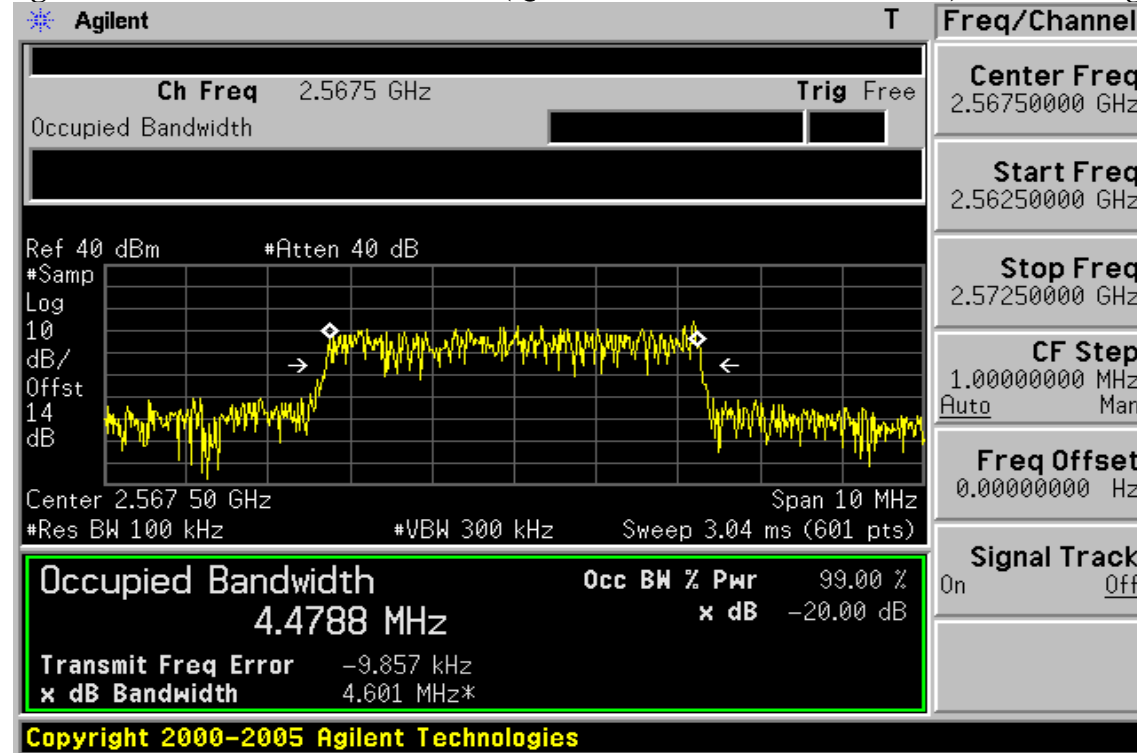 Agilent T Freq/Channel
Ch Freq 2.5675 GHz Trig Free
Occupied Bandwidth
Center Freq
2.56750000 GHz
Start Freq
2.56250000 GHz
Stop Freq
2.57250000 GHz
CF Step
1.00000000 MHz
Auto Man
Freq Offset
0.00000000 Hz
Signal Track
On Off
Ref 40 dBm #Atten 40 dB
#Samp
Log
10
dB/
Offst
14
dB
Center 2.567 50 GHz Span 10 MHz
#Res BW 100 kHz #VBW 300 kHz Sweep 3.04 ms (601 pts)
Occupied Bandwidth Occ BW % Pwr 99.00 %
4.4788 MHz x dB -20.00 dB
Transmit Freq Error -9.857 kHz
x dB Bandwidth 4.601 MHz*
Copyright 2000-2005 Agilent Technologies